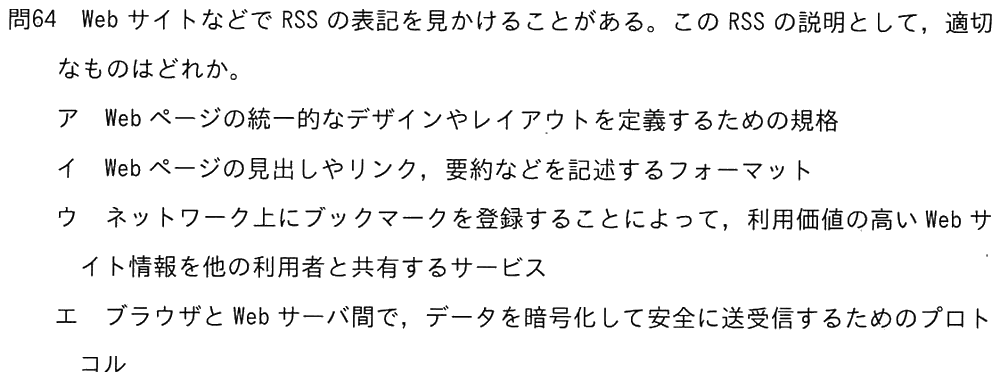 問64 Web サイトなどで RSS の表記を見かけることがある。この RSS の説明として，適切
なものはどれか。
ア Web ページの統一的なデザインやレイアウトを定義するための規格
イ Web ページの見出しやリンク，要約などを記述するフォーマット
ウ ネットワーク上にブックマークを登録することによって，利用価値の高い Web サ
イト情報を他の利用者と共有するサービス
エ ブラウザと Web サーバ間で，データを暗号化して安全に送受信するためのプロト
コル